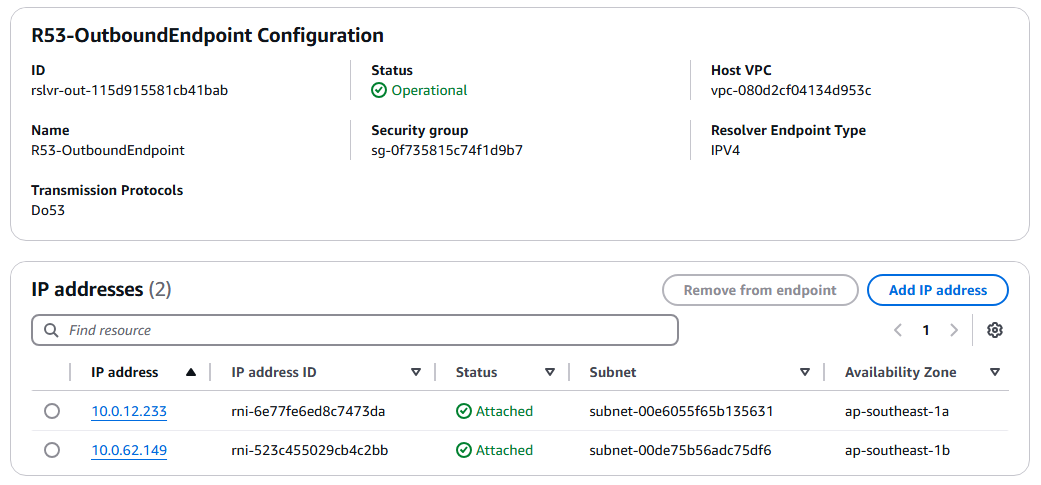 R53-OutboundEndpoint Configuration
ID
rslvr-out-115d915581cb41bab
Status
Operational
Host VPC
vpc-080d2cf04134d953c
Name
R53-OutboundEndpoint
Security group
sg-0f735815c74f1d9b7
Resolver Endpoint Type
IPV4
Transmission Protocols
Do53
IP addresses (2)
Remove from endpoint
Add IP address
Find resource
1
IP address IP address ID Status Subnet Availability Zone
10.0.12.233 rni-6e77fe6ed8c7473da Attached subnet-00e6055f65b135631 ap-southeast-1a
10.0.62.149 rni-523c455029cb4c2bb Attached subnet-00de75b56adc75df6 ap-southeast-1b